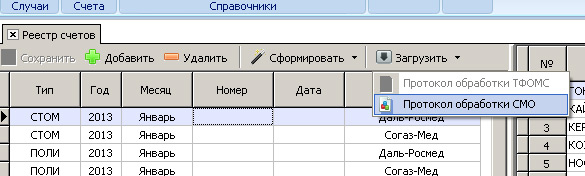 Случаи Счета Справочники
Реестр счетов
Сохранить Добавить Удалить Сформировать Загрузить
№
Протокол обработки ТФОМС
Протокол обработки СМО
Тип Год Месяц Номер Дата
СТОМ 2013 Январь Даль-Росмед
СТОМ 2013 Январь Согаз-Мед
ПОЛИ 2013 Январь Даль-Росмед
ПОЛИ 2013 Январь Согаз-Мед
3 КЕР
4 КОЗ
5 НОС